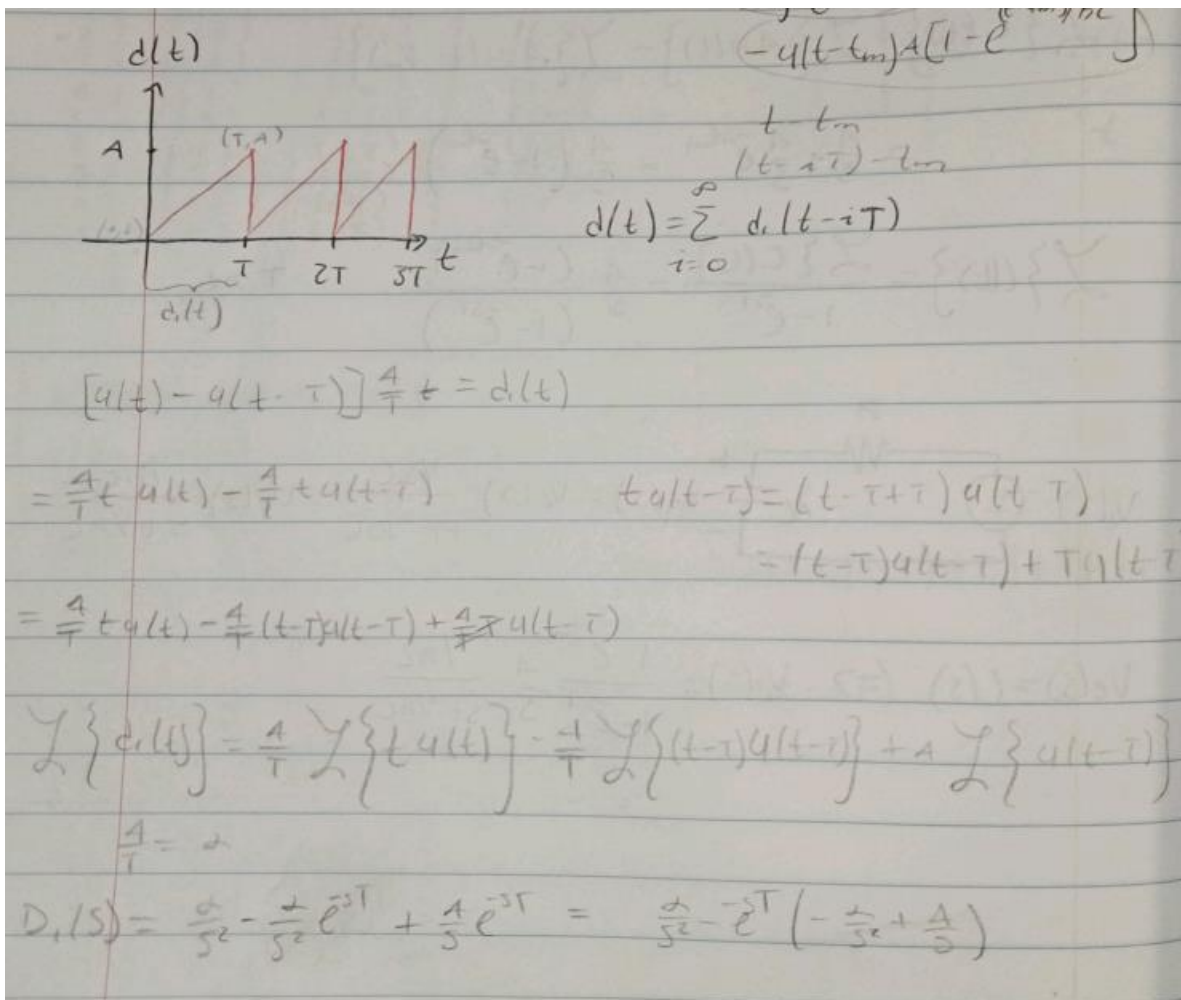 d(t)
-u(t-tm)A[1-e
A
(T,A)
t-tm
(t-iT)-tm
d(t) = ∞Σi=0 d₁(t-iT)
T 2T 3T t
d₁(t)
[u(t) - u(t-T)] A/T t = d₁(t)
= A/T t u(t) - A/T t u(t-T)
t u(t-T) = (t-T+T) u(t-T)
= (t-T)u(t-T) + T u(t-T
= A/T t u(t) - A/T (t-T)u(t-T) + A/T T u(t-T)
ℒ{d₁(t)} = A/T ℒ{t u(t)} - A/T ℒ{(t-T)u(t-T)} + A ℒ{u(t-T)}
A/T = α
D₁(S) = α/s² - α/s² e^-sT + A/s e^-sT = α/s² - e^-sT (-α/s² + A/s)